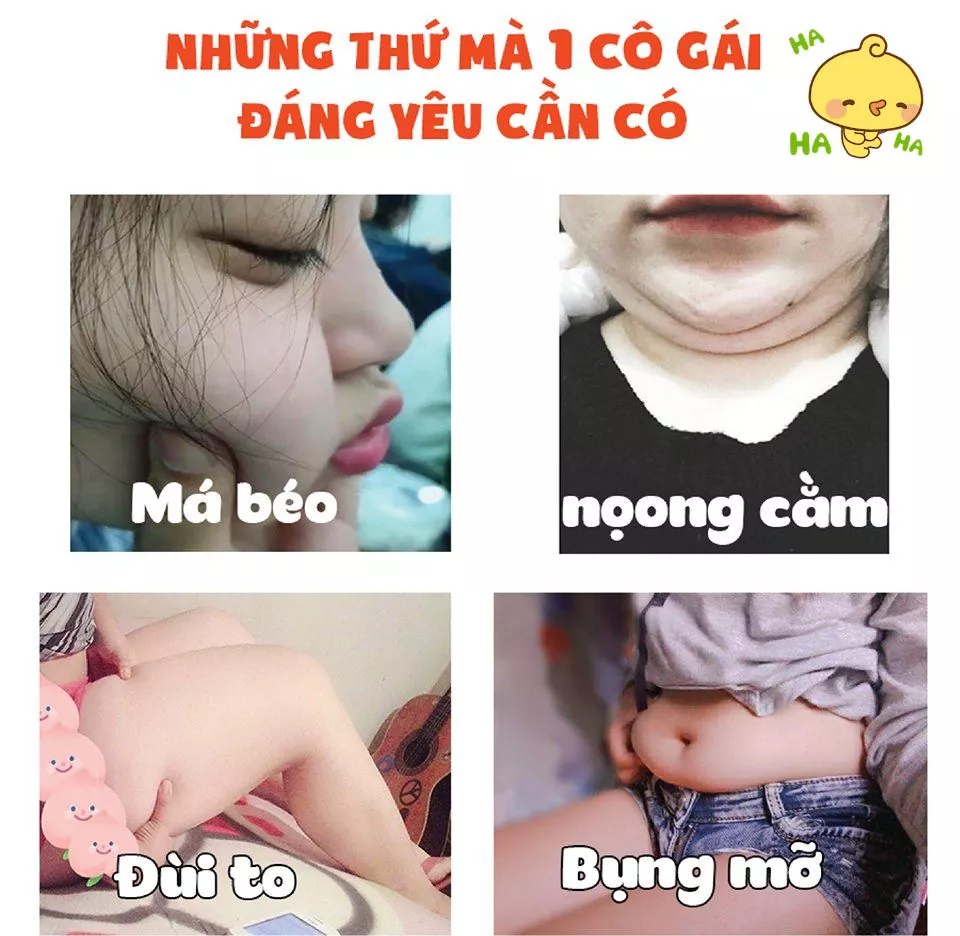 NHỮNG THỨ MÀ 1 CÔ GÁI
ĐÁNG YÊU CẦN CÓ
HA
HA
HA
Má béo
nọong cằm
Đùi to
Bụng mỡ